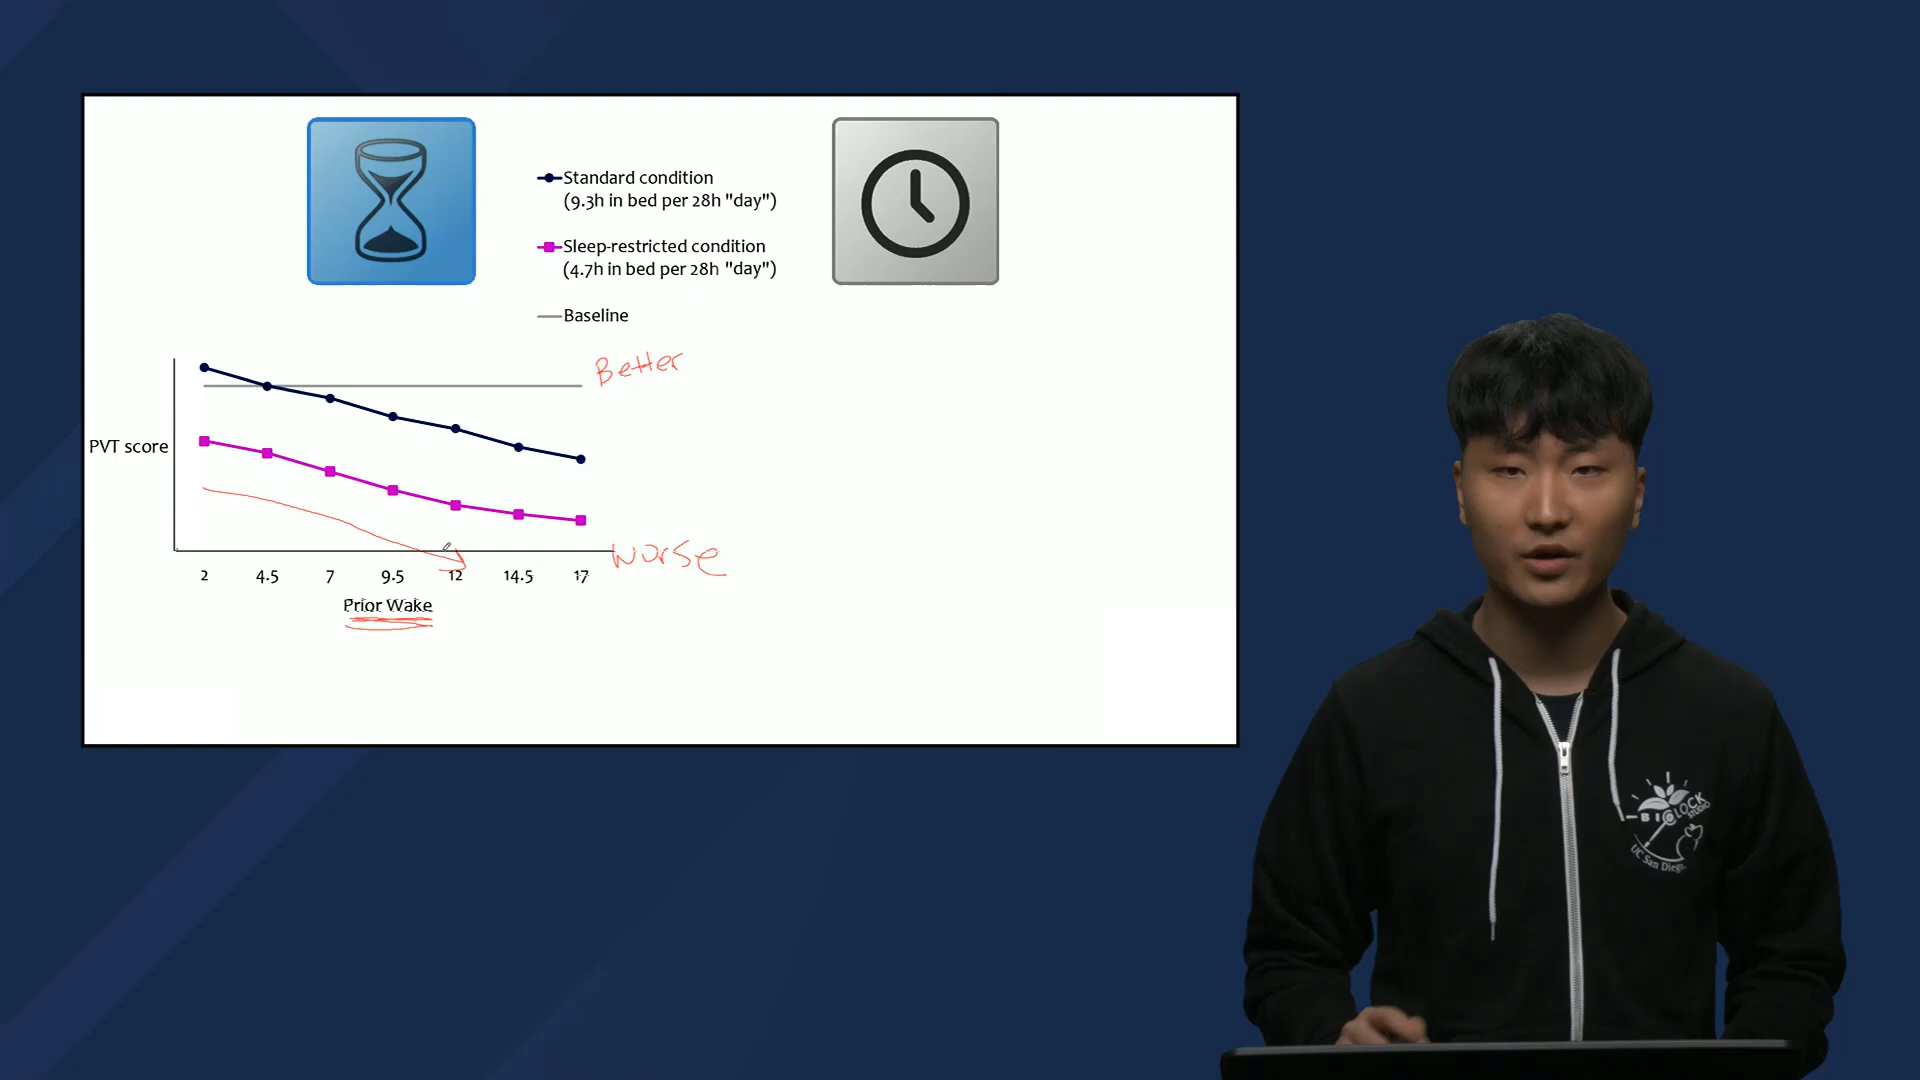 Standard condition
(9.3h in bed per 28h "day")
Sleep-restricted condition
(4.7h in bed per 28h "day")
Baseline
Better
PVT score
worse
2 4.5 7 9.5 12 14.5 17
Prior Wake
BIOCLOCK
STUDIO
UC San Diego